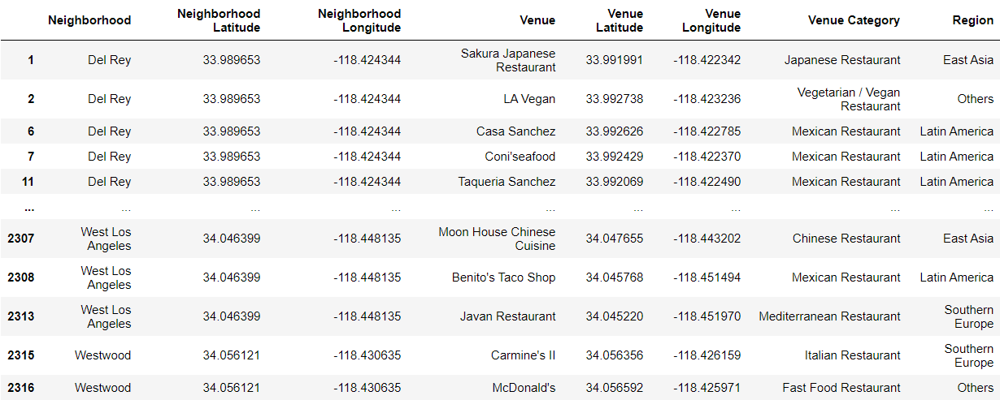 Neighborhood Neighborhood Latitude Neighborhood Longitude Venue Venue Latitude Venue Longitude Venue Category Region
1 Del Rey 33.989653 -118.424344 Sakura Japanese Restaurant 33.991991 -118.422342 Japanese Restaurant East Asia
2 Del Rey 33.989653 -118.424344 LA Vegan 33.992738 -118.423236 Vegetarian / Vegan Restaurant Others
6 Del Rey 33.989653 -118.424344 Casa Sanchez 33.992626 -118.422785 Mexican Restaurant Latin America
7 Del Rey 33.989653 -118.424344 Coni'seafood 33.992429 -118.422370 Mexican Restaurant Latin America
11 Del Rey 33.989653 -118.424344 Taqueria Sanchez 33.992069 -118.422490 Mexican Restaurant Latin America
... ... ... ... ... ... ... ... ...
2307 West Los Angeles 34.046399 -118.448135 Moon House Chinese Cuisine 34.047655 -118.443202 Chinese Restaurant East Asia
2308 West Los Angeles 34.046399 -118.448135 Benito's Taco Shop 34.045768 -118.451494 Mexican Restaurant Latin America
2313 West Los Angeles 34.046399 -118.448135 Javan Restaurant 34.045220 -118.451970 Mediterranean Restaurant Southern Europe
2315 Westwood 34.056121 -118.430635 Carmine's II 34.056356 -118.426159 Italian Restaurant Southern Europe
2316 Westwood 34.056121 -118.430635 McDonald's 34.056592 -118.425971 Fast Food Restaurant Others